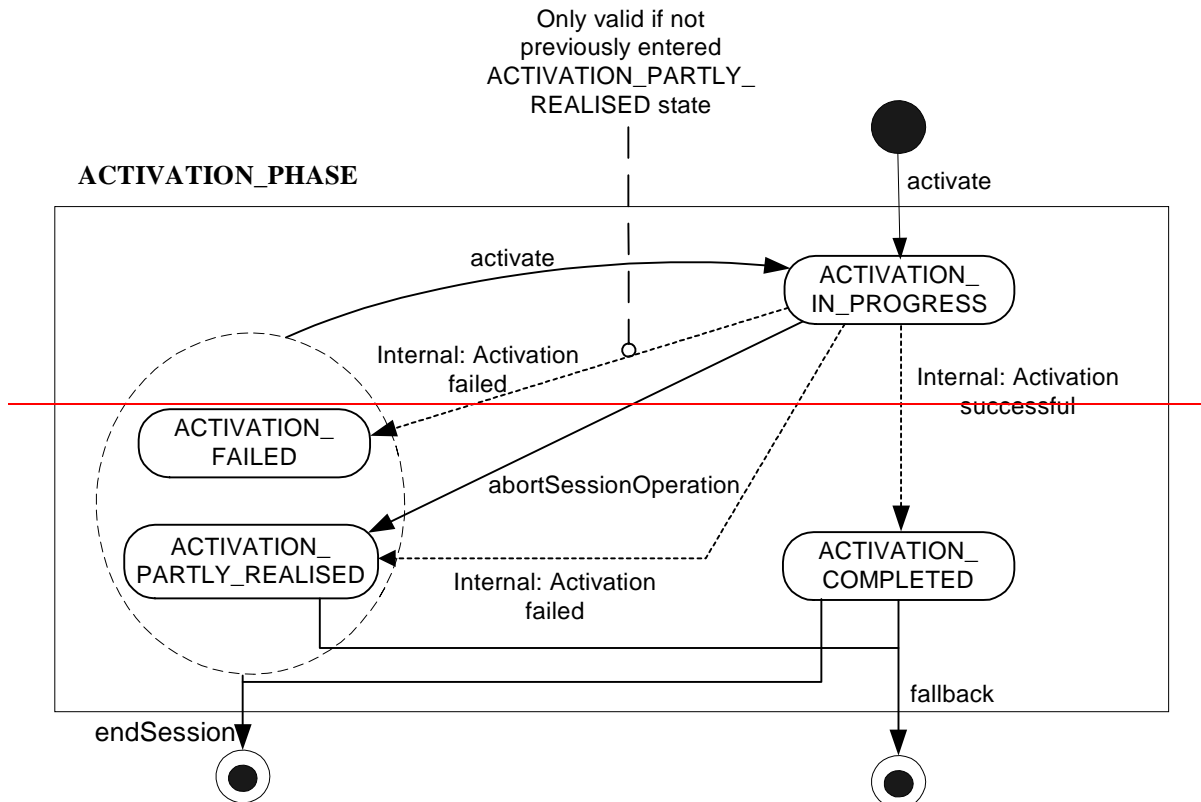 Only valid if not
previously entered
ACTIVATION_PARTLY_
REALISED state
ACTIVATION_PHASE
activate
activate
ACTIVATION_
IN_PROGRESS
Internal: Activation
failed
Internal: Activation
successful
ACTIVATION_
FAILED
abortSessionOperation
ACTIVATION_
PARTLY_REALISED
ACTIVATION_
COMPLETED
Internal: Activation
failed
fallback
endSession